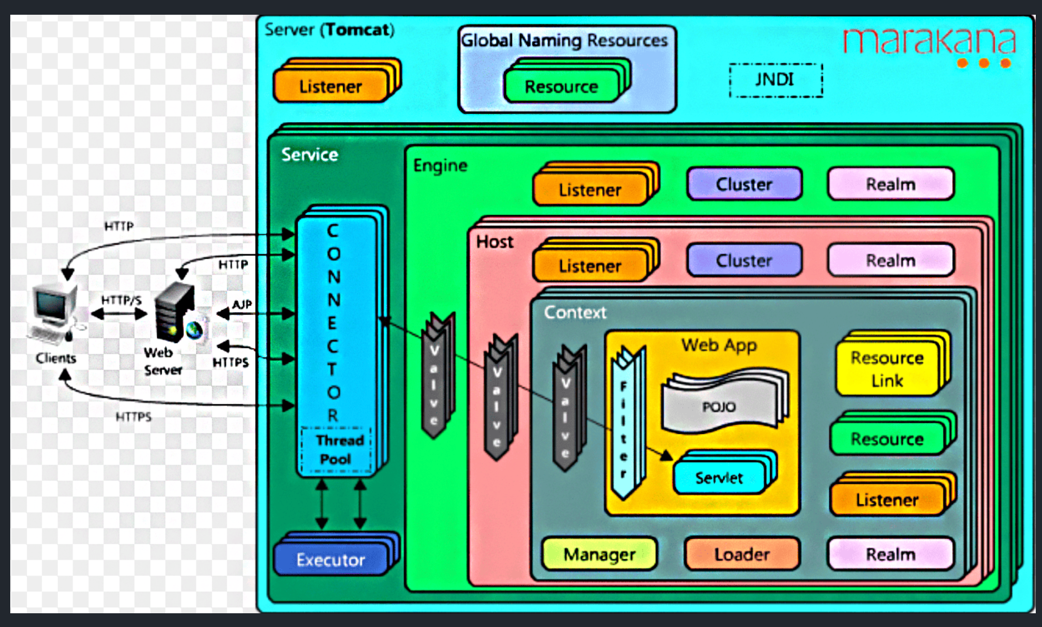 Server (Tomcat)
Listener
Global Naming Resources
Resource
JNDI
marakana
Service
Engine
Listener
Cluster
Realm
Host
Listener
Cluster
Realm
Context
Web App
POJO
Servlet
Resource
Link
Resource
Listener
Manager
Loader
Realm
Valve
Valve
Valve
Filter
CONNECTOR
Thread
Pool
Executor
HTTP
HTTP
HTTP/S
AJP
HTTPS
HTTPS
Clients
Web
Server